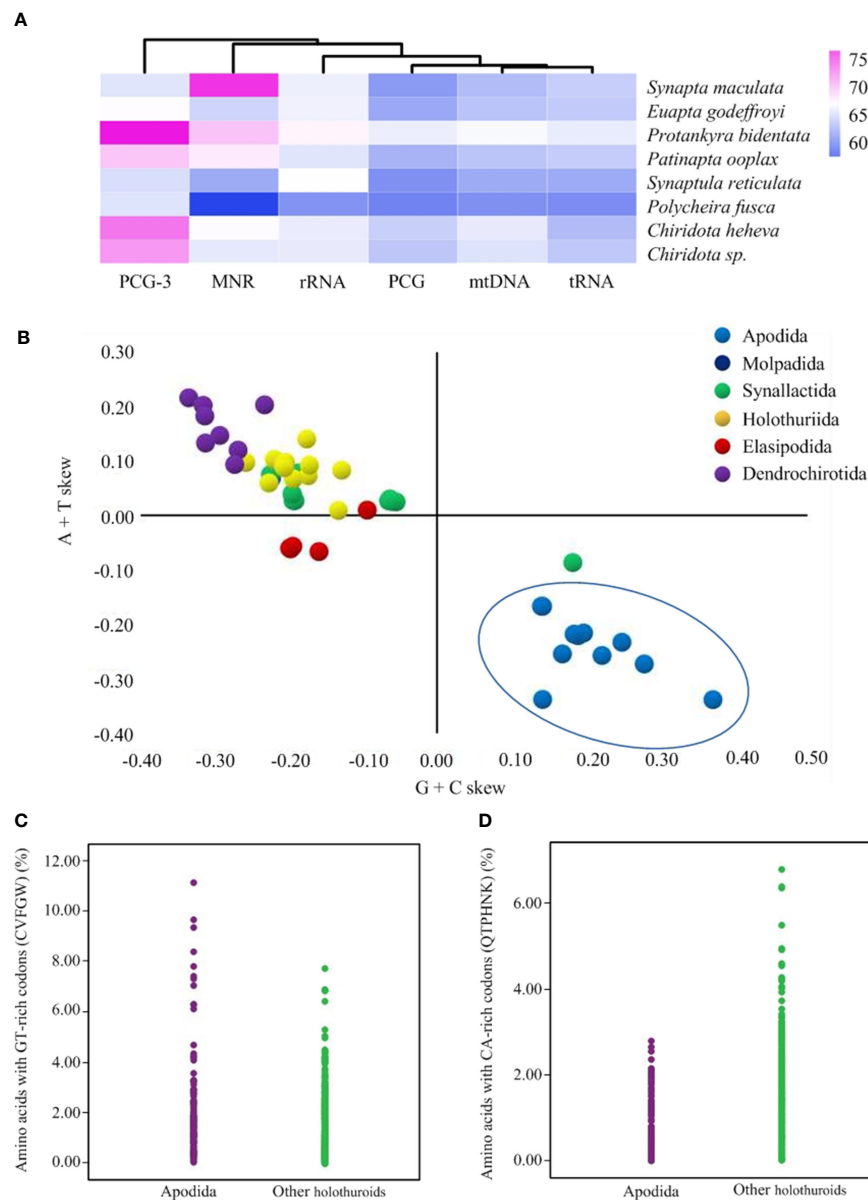 A
75
70
65
60
Synapta maculata
Euapta godeffroyi
Protankyra bidentata
Patinapta ooplax
Synaptula reticulata
Polycheira fusca
Chiridota heheva
Chiridota sp.
PCG-3 MNR rRNA PCG mtDNA tRNA
B
0.30
0.20
0.10
0.00
-0.10
-0.20
-0.30
-0.40
A + T skew
-0.40 -0.20 -0.10 0.00 0.10 0.20 0.30 0.40 0.50
G + C skew
Apodida
Molpadida
Synallactida
Holothuriida
Elasipodida
Dendrochirotida
C
Amino acids with GT-rich codons (CVFGW) (%)
12.00
10.00
8.00
6.00
4.00
2.00
0.00
Apodida Other holothuroids
D
Amino acids with CA-rich codons (QTPHNK) (%)
6.00
4.00
2.00
0.00
Apodida Other holothuroids